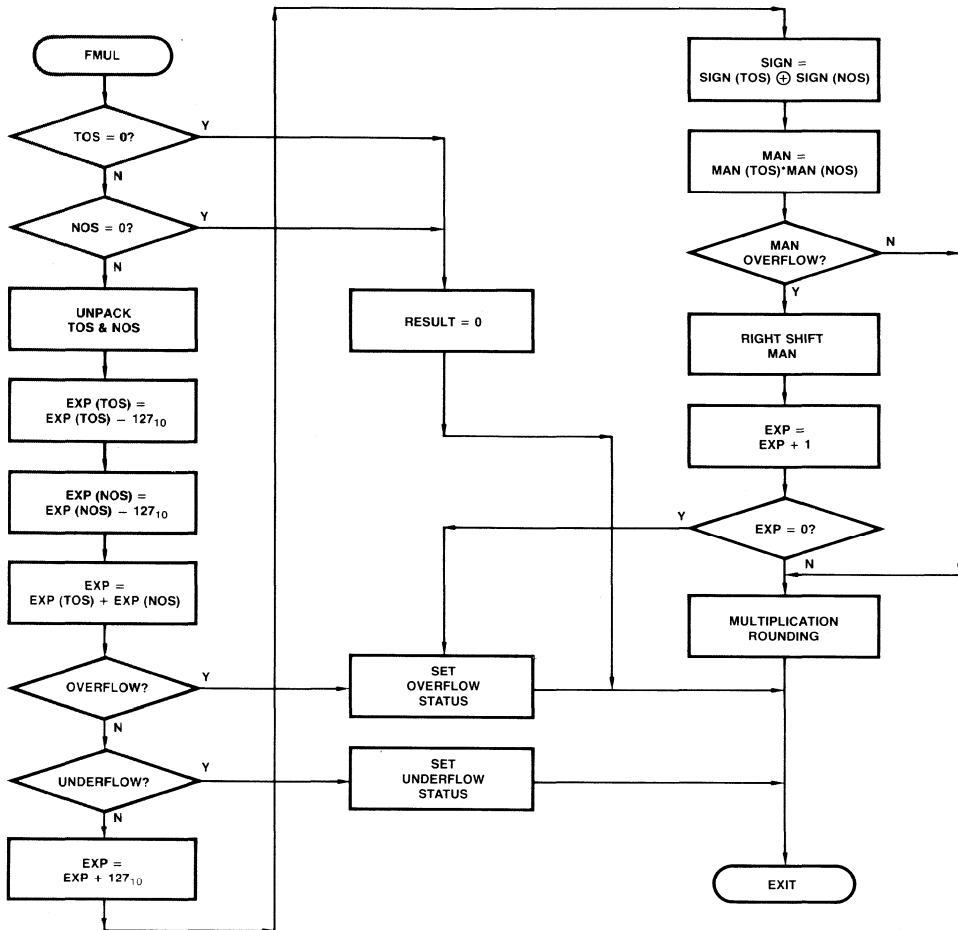 FMUL
TOS = 0?
Y
N
NOS = 0?
Y
N
UNPACK
TOS & NOS
EXP (TOS) =
EXP (TOS) − 127₁₀
EXP (NOS) =
EXP (NOS) − 127₁₀
EXP =
EXP (TOS) + EXP (NOS)
OVERFLOW?
Y
N
UNDERFLOW?
Y
N
EXP =
EXP + 127₁₀
RESULT = 0
SET
OVERFLOW
STATUS
SET
UNDERFLOW
STATUS
SIGN =
SIGN (TOS) ⊕ SIGN (NOS)
MAN =
MAN (TOS)*MAN (NOS)
MAN
OVERFLOW?
N
Y
RIGHT SHIFT
MAN
EXP =
EXP + 1
EXP = 0?
Y
N
MULTIPLICATION
ROUNDING
EXIT